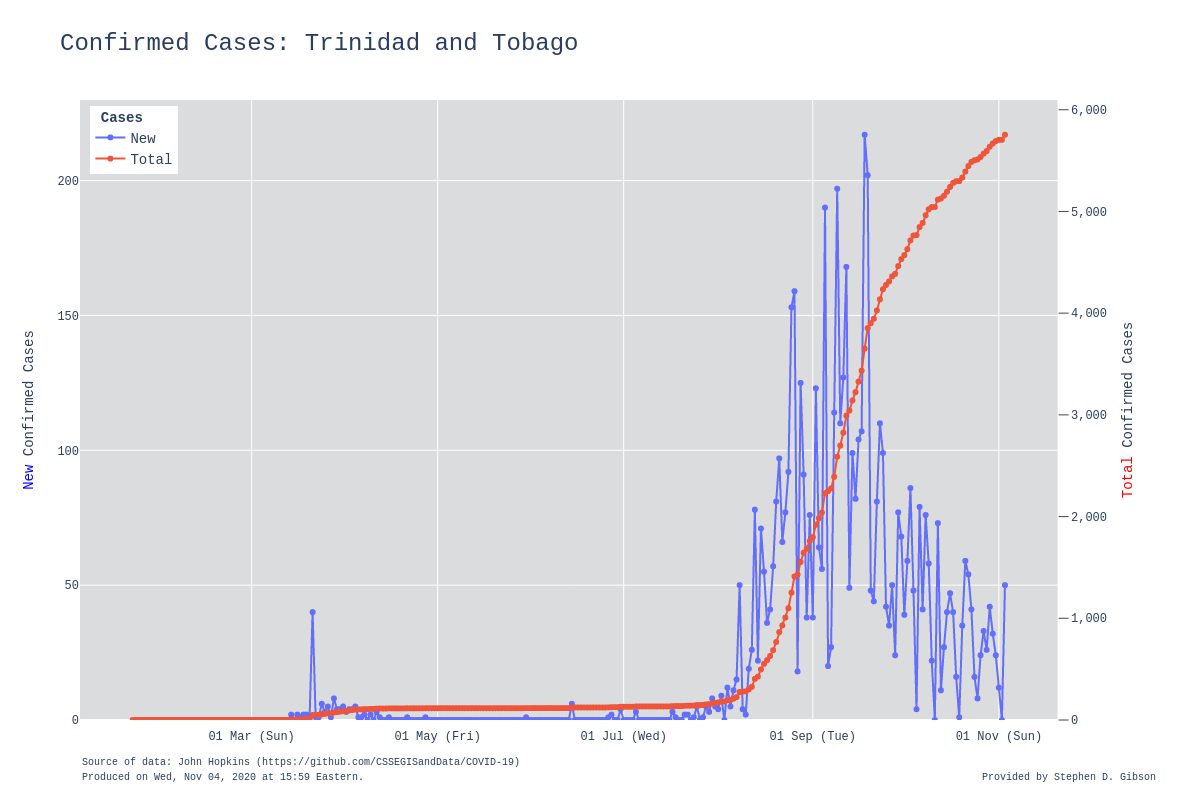 Confirmed Cases: Trinidad and Tobago
Cases
New
Total
200
150
100
50
0
6,000
5,000
4,000
3,000
2,000
1,000
0
New Confirmed Cases
Total Confirmed Cases
01 Mar (Sun)
01 May (Fri)
01 Jul (Wed)
01 Sep (Tue)
01 Nov (Sun)
Source of data: John Hopkins (https://github.com/CSSEGISandData/COVID-19)
Produced on Wed, Nov 04, 2020 at 15:59 Eastern.
Provided by Stephen D. Gibson